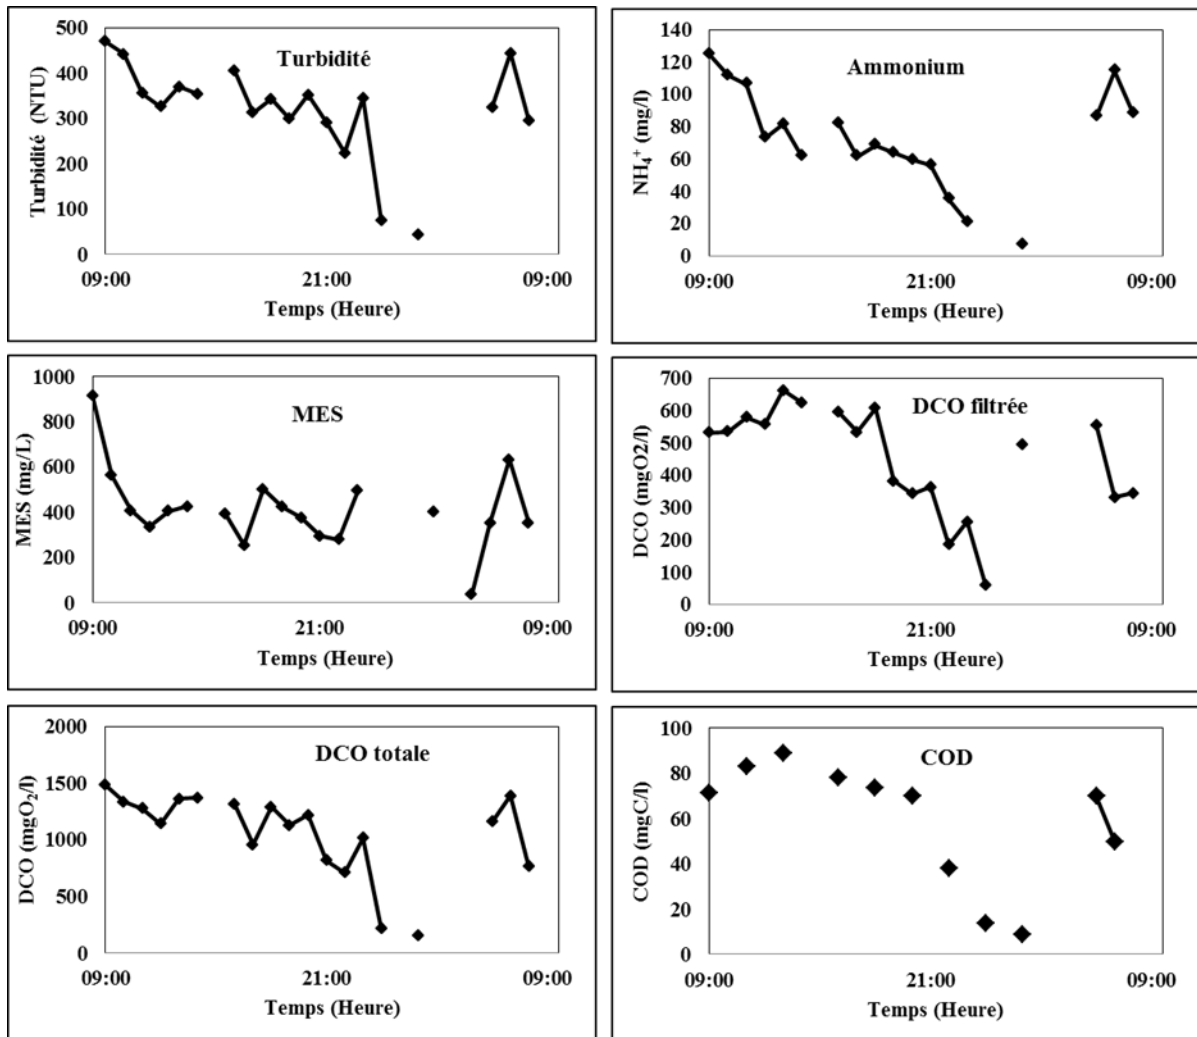 Turbidité
Turbidité (NTU)
500
400
300
200
100
0
09:00 21:00 09:00
Temps (Heure)
Ammonium
NH₄⁺ (mg/l)
140
120
100
80
60
40
20
0
09:00 21:00 09:00
Temps (Heure)
MES
MES (mg/L)
1000
800
600
400
200
0
09:00 21:00 09:00
Temps (Heure)
DCO filtrée
DCO (mgO2/l)
700
600
500
400
300
200
100
0
09:00 21:00 09:00
Temps (Heure)
DCO totale
DCO (mgO₂/l)
2000
1500
1000
500
0
09:00 21:00 09:00
Temps (Heure)
COD
COD (mgC/l)
100
80
60
40
20
0
09:00 21:00 09:00
Temps (Heure)